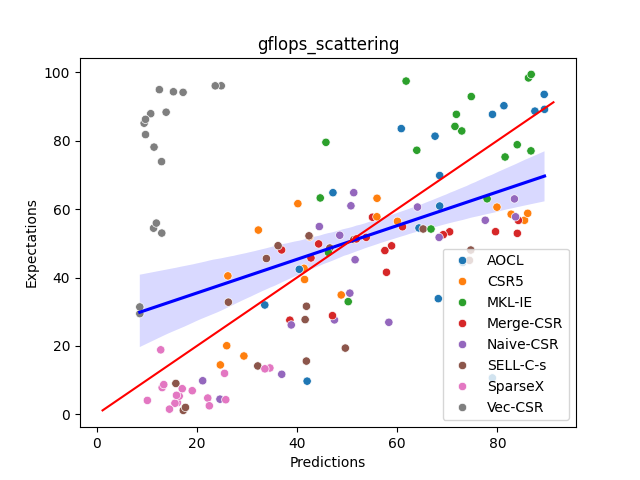 gflops_scattering
100
80
60
40
20
0
Expectations
0 20 40 60 80
Predictions
AOCL
CSR5
MKL-IE
Merge-CSR
Naive-CSR
SELL-C-s
SparseX
Vec-CSR